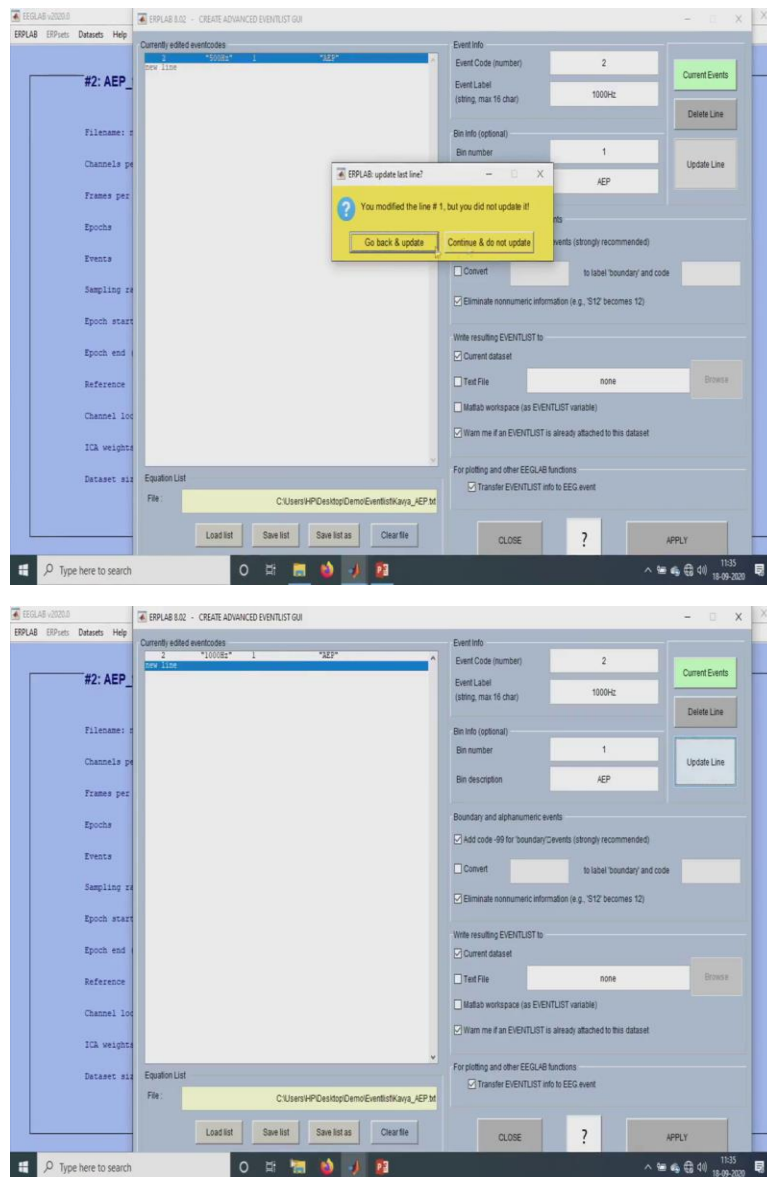 EEGLAB v2020.0
ERPLAB 8.02 - CREATE ADVANCED EVENTLIST GUI
ERPLAB ERPsets Datasets Help
#2: AEP_
Filename:
Channels pe
Frames per
Epochs
Events
Sampling ra
Epoch start
Epoch end
Reference
Channel loc
ICA weights
Dataset siz
Currently edited eventcodes
2 "500Hz" 1 "AEP"
new line
Event Info
Event Code (number) 2
Event Label
(string, max 16 char) 1000Hz
Current Events
Delete Line
Update Line
Bin Info (optional)
Bin number 1
AEP
ERPLAB: update last line?
You modified the line # 1, but you did not update it!
Go back & update Continue & do not update
nts
vents (strongly recommended)
Convert to label 'boundary' and code
Eliminate nonnumeric information (e.g., 'S12' becomes 12)
Write resulting EVENTLIST to
Current dataset
Text File none Browse
Matlab workspace (as EVENTLIST variable)
Warn me if an EVENTLIST is already attached to this dataset
For plotting and other EEGLAB functions
Transfer EVENTLIST info to EEG event
Equation List
File: C:\Users\HP\Desktop\Demo\Eventlist\Kavya_AEP.txt
Load list Save list Save list as Clear file
CLOSE ? APPLY
Type here to search
11:35
18-09-2020
EEGLAB v2020.0
ERPLAB 8.02 - CREATE ADVANCED EVENTLIST GUI
ERPLAB ERPsets Datasets Help
#2: AEP_
Filename:
Channels pe
Frames per
Epochs
Events
Sampling ra
Epoch start
Epoch end
Reference
Channel loc
ICA weights
Dataset siz
Currently edited eventcodes
2 "1000Hz" 1 "AEP"
new line
Event Info
Event Code (number) 2
Event Label
(string, max 16 char) 1000Hz
Current Events
Delete Line
Update Line
Bin Info (optional)
Bin number 1
Bin description AEP
Boundary and alphanumeric events
Add code -99 for 'boundary' events (strongly recommended)
Convert to label 'boundary' and code
Eliminate nonnumeric information (e.g., 'S12' becomes 12)
Write resulting EVENTLIST to
Current dataset
Text File none Browse
Matlab workspace (as EVENTLIST variable)
Warn me if an EVENTLIST is already attached to this dataset
For plotting and other EEGLAB functions
Transfer EVENTLIST info to EEG event
Equation List
File: C:\Users\HP\Desktop\Demo\Eventlist\Kavya_AEP.txt
Load list Save list Save list as Clear file
CLOSE ? APPLY
Type here to search
11:35
18-09-2020